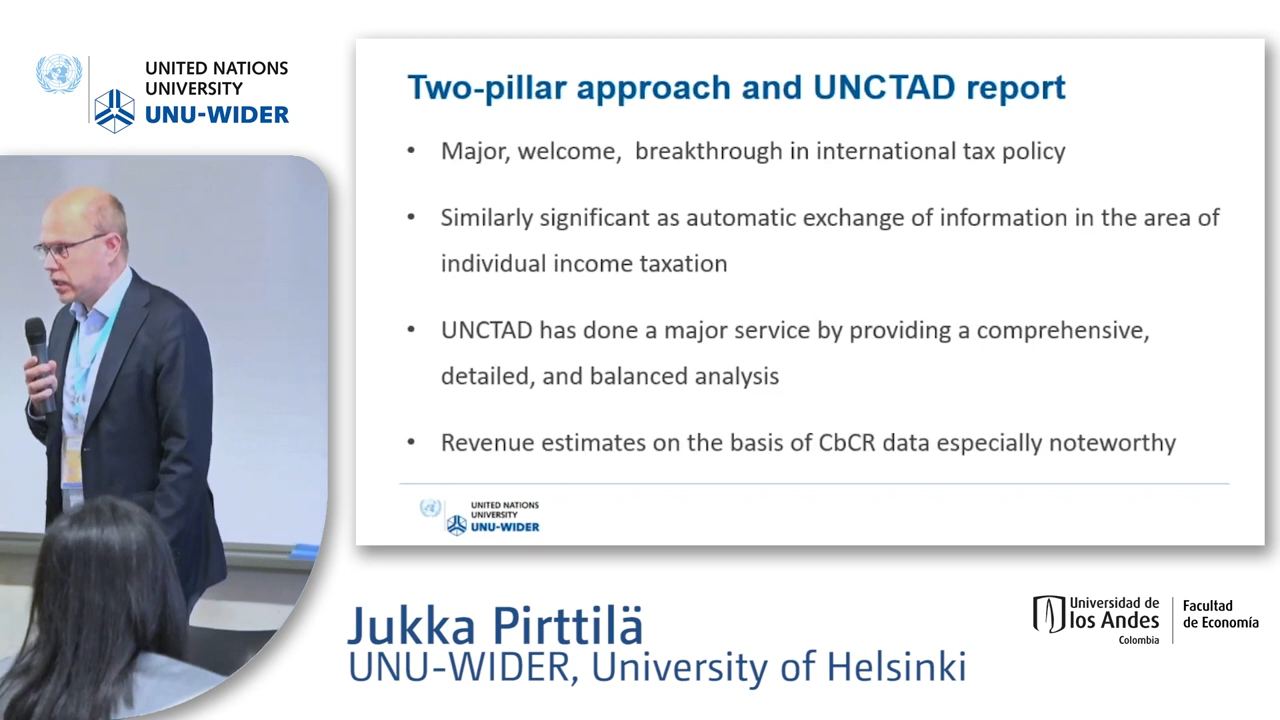 UNITED NATIONS
UNIVERSITY
UNU-WIDER
Two-pillar approach and UNCTAD report
• Major, welcome, breakthrough in international tax policy
• Similarly significant as automatic exchange of information in the area of
individual income taxation
• UNCTAD has done a major service by providing a comprehensive,
detailed, and balanced analysis
• Revenue estimates on the basis of CbCR data especially noteworthy
UNITED NATIONS
UNIVERSITY
UNU-WIDER
Jukka Pirttilä
UNU-WIDER, University of Helsinki
Universidad de
los Andes
Colombia
Facultad
de Economía